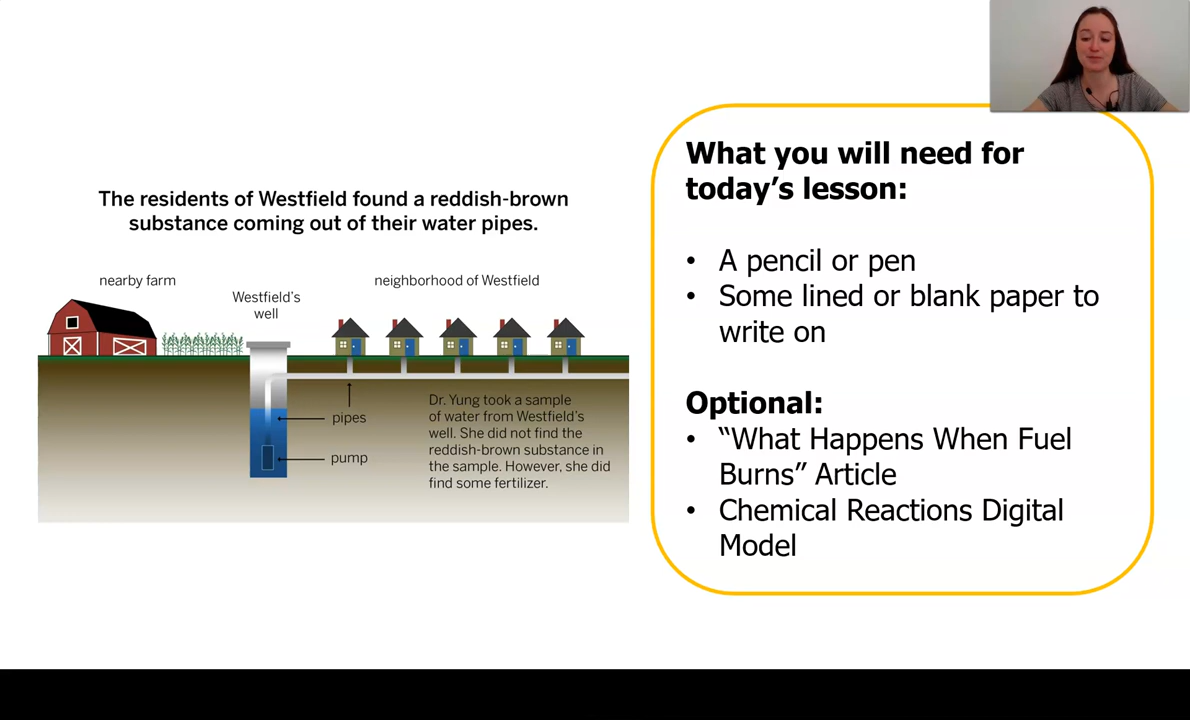 The residents of Westfield found a reddish-brown
substance coming out of their water pipes.
nearby farm
Westfield's
well
neighborhood of Westfield
pipes
pump
Dr. Yung took a sample
of water from Westfield's
well. She did not find the
reddish-brown substance in
the sample. However, she did
find some fertilizer.
What you will need for
today’s lesson:
• A pencil or pen
• Some lined or blank paper to
write on
Optional:
• “What Happens When Fuel
Burns” Article
• Chemical Reactions Digital
Model